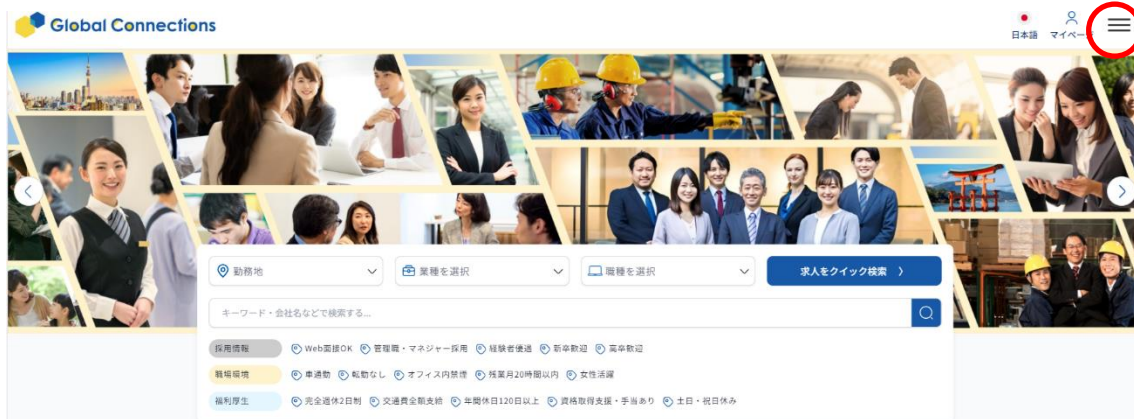 Global Connections
日本語 マイペー
勤務地 業種を選択 職種を選択 求人をクイック検索 〉
キーワード・会社名などで検索する...
採用情報 Web面接OK 管理職・マネジャー採用 経験者優遇 新卒歓迎 高卒歓迎
職場環境 車通勤 転勤なし オフィス内禁煙 残業月20時間以内 女性活躍
福利厚生 完全週休2日制 交通費全額支給 年間休日120日以上 資格取得支援・手当あり 土日・祝日休み